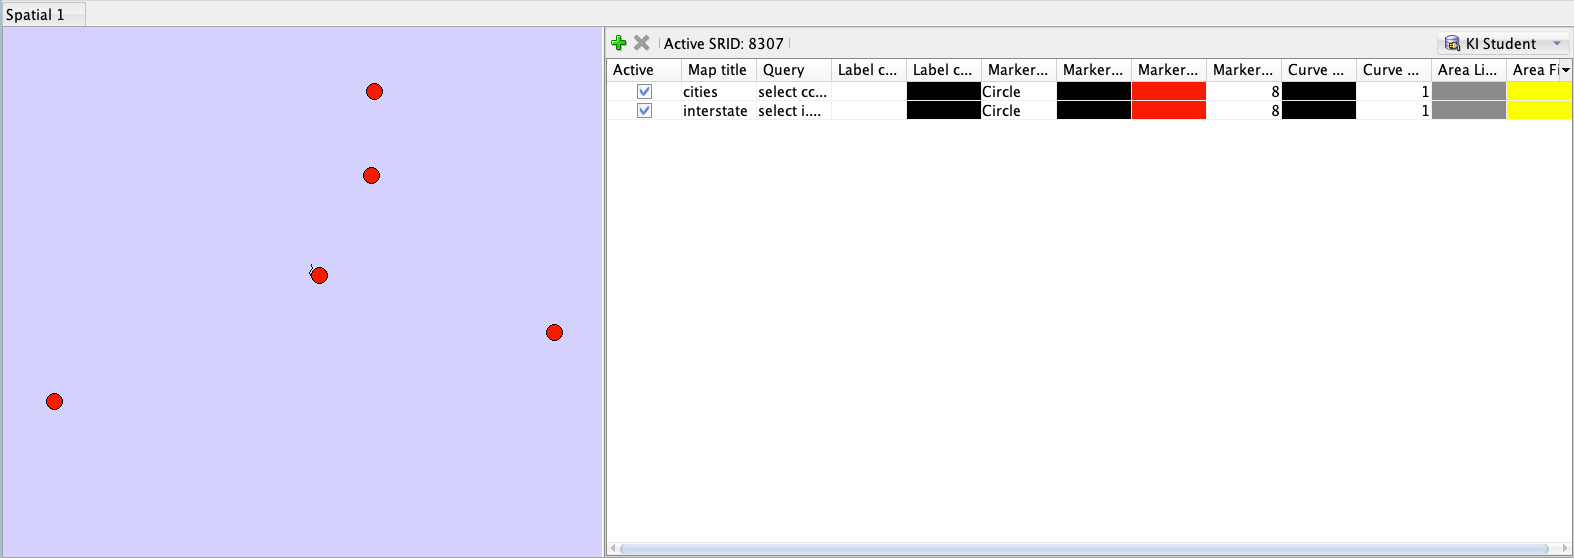 Spatial 1
Active SRID: 8307 KI Student
Active Map title Query Label c... Label c... Marker... Marker... Marker... Marker... Curve ... Curve ... Area Li... Area Fi
cities select cc... Circle 8 1
interstate select i.... Circle 8 1